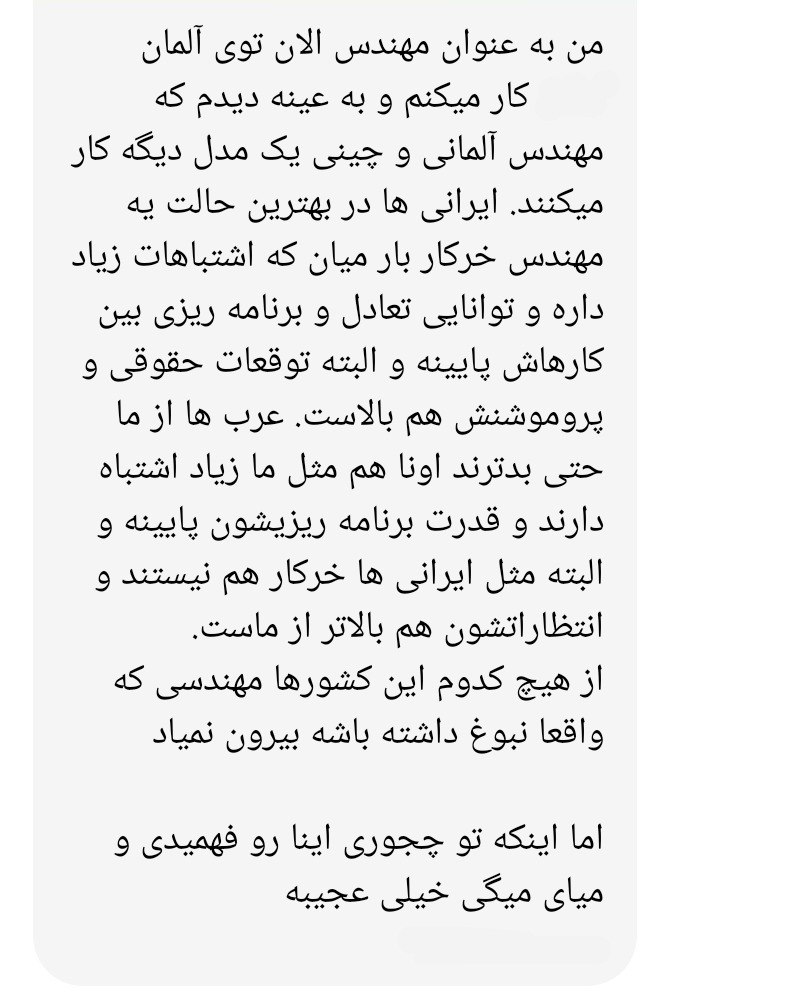 من به عنوان مهندس الان توی آلمان
کار میکنم و به عینه دیدم که
مهندس آلمانی و چینی یک مدل دیگه کار
میکنند. ایرانی ها در بهترین حالت یه
مهندس خرکار بار میان که اشتباهات زیاد
داره و توانایی تعادل و برنامه ریزی بین
کارهاش پایینه و البته توقعات حقوقی و
پروموشنش هم بالاست. عرب ها از ما
حتی بدترند اونا هم مثل ما زیاد اشتباه
دارند و قدرت برنامه ریزیشون پایینه و
البته مثل ایرانی ها خرکار هم نیستند و
انتظاراتشون هم بالاتر از ماست.
از هیچ کدوم این کشورها مهندسی که
واقعا نبوغ داشته باشه بیرون نمیاد
اما اینکه تو چجوری اینا رو فهمیدی و
میای میگی خیلی عجیبه